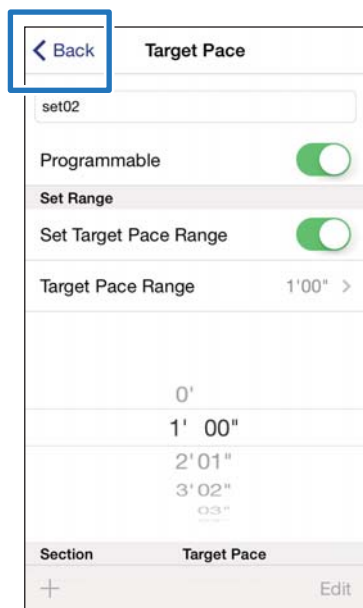 Back Target Pace
set02
Programmable
Set Range
Set Target Pace Range
Target Pace Range 1'00"
0'
1' 00"
2' 01"
3' 02"
03"
Section Target Pace
+ Edit